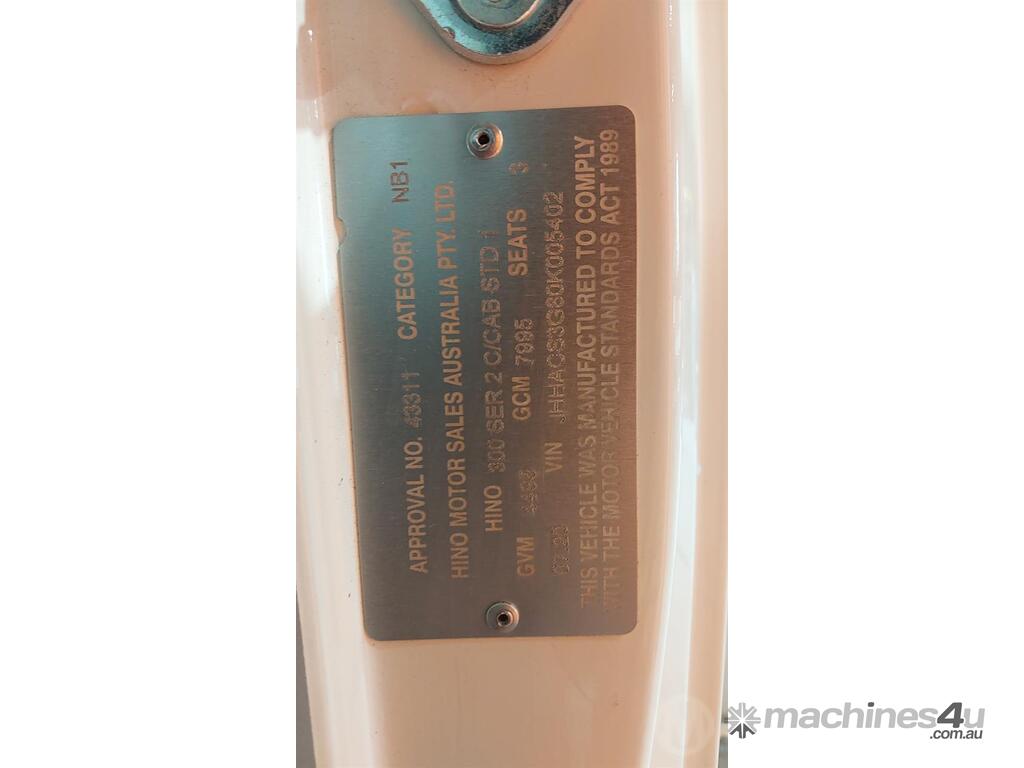 APPROVAL NO. 43311 CATEGORY NB1
HINO MOTOR SALES AUSTRALIA PTY. LTD.
HINO 300 SER 2 C/CAB STD 1
GVM GCM 7995 SEATS 3
07.20 VIN
THIS VEHICLE WAS MANUFACTURED TO COMPLY
WITH THE MOTOR VEHICLE STANDARDS ACT 1989
machines4u
.com.au